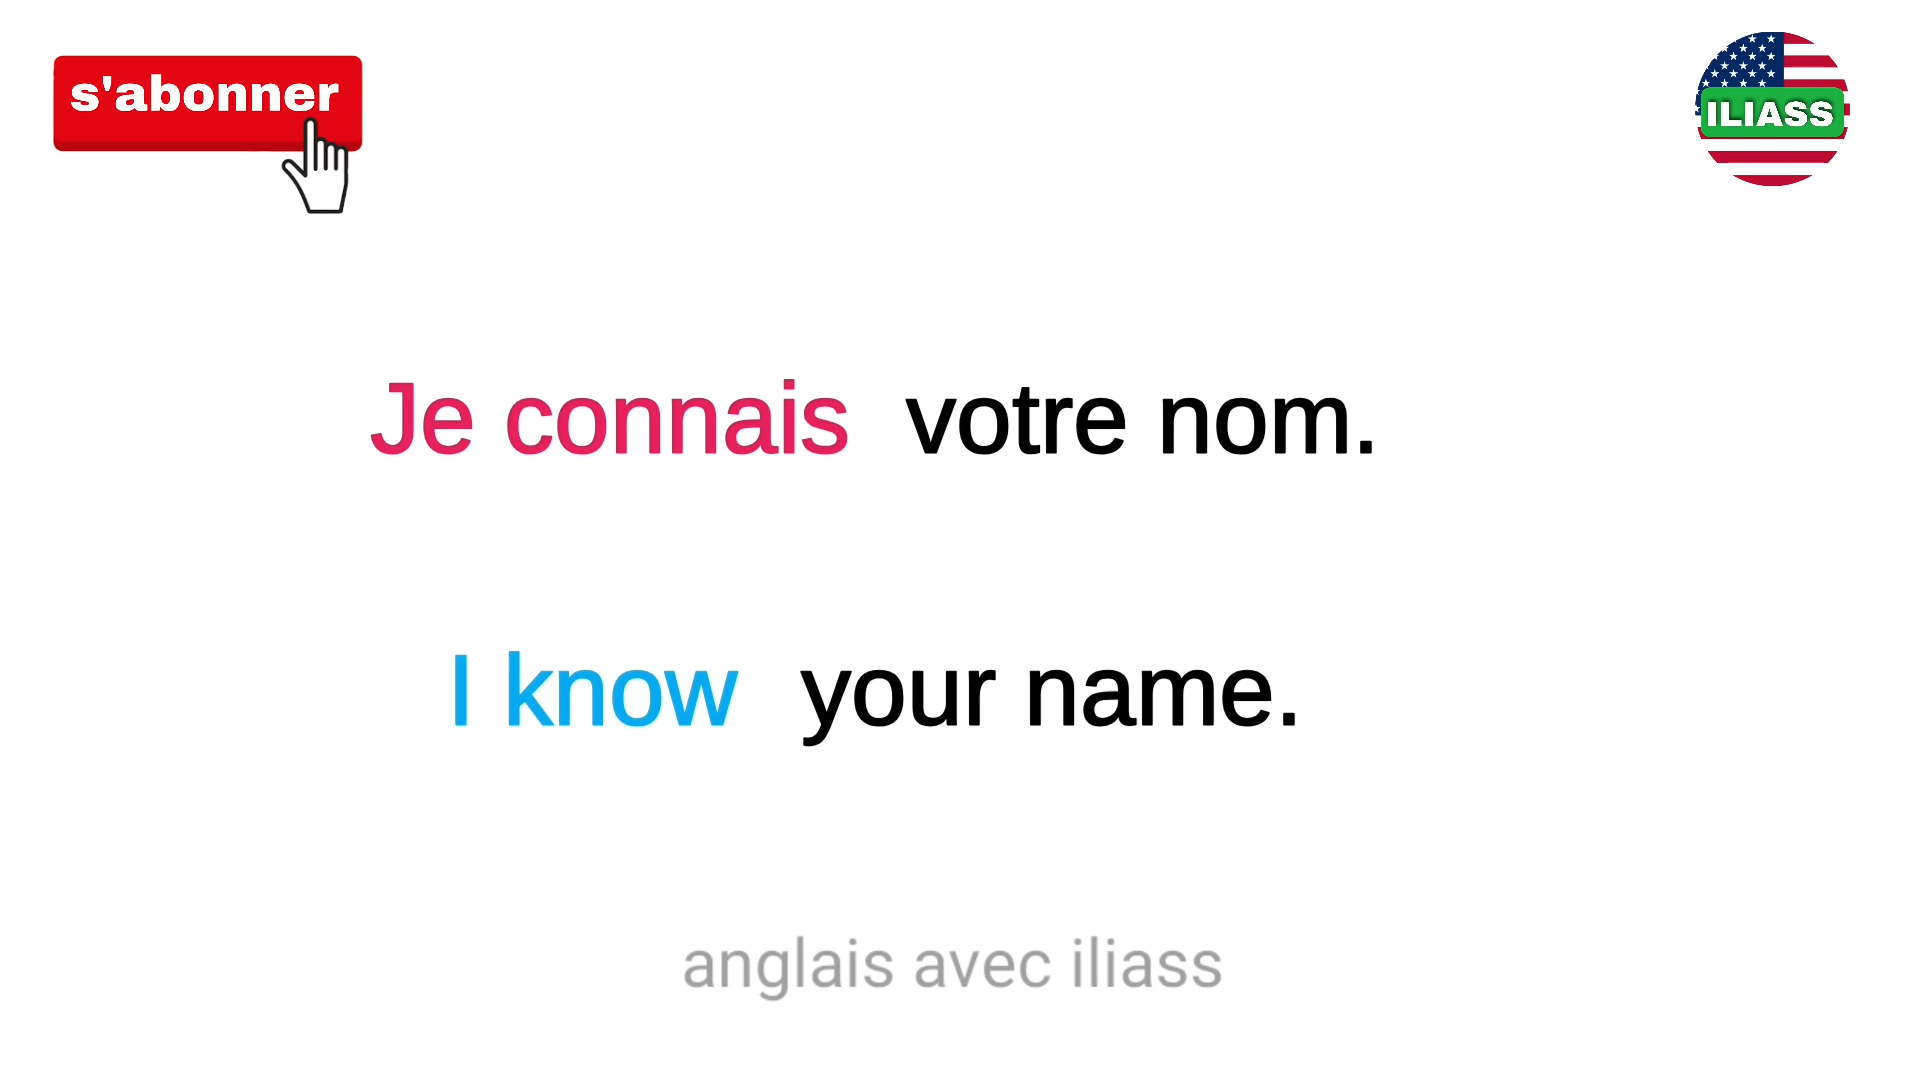 s'abonner
ILIASS
Je connais votre nom.
I know your name.
anglais avec iliass